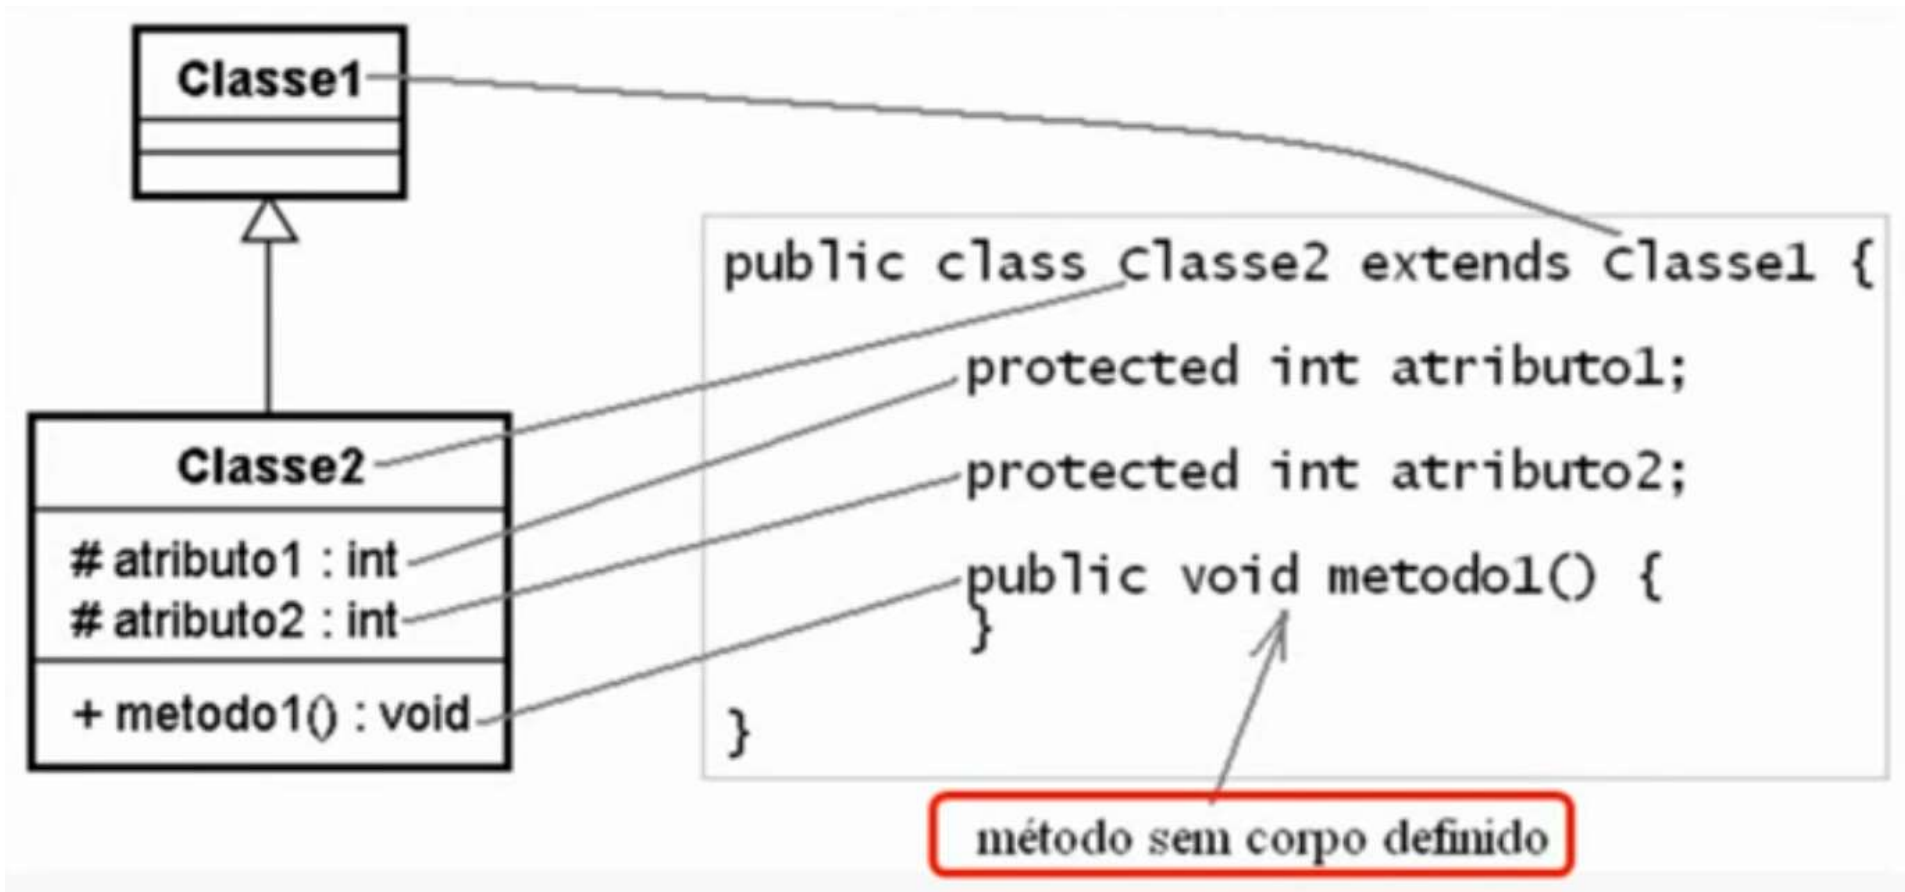 Classe1
Classe2
# atributo1 : int
# atributo2 : int
+ metodo1() : void
public class Classe2 extends Classe1 {
protected int atributo1;
protected int atributo2;
public void metodo1() {
}
}
método sem corpo definido